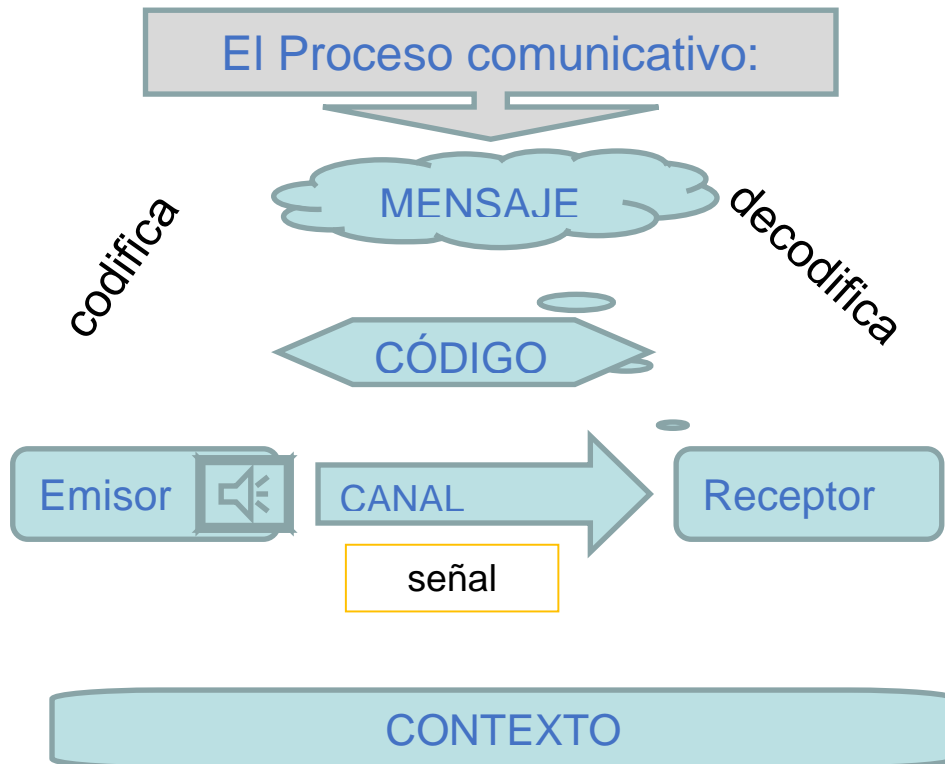 El Proceso comunicativo:
MENSAJE
codifica
decodifica
CÓDIGO
Emisor
CANAL
Receptor
señal
CONTEXTO